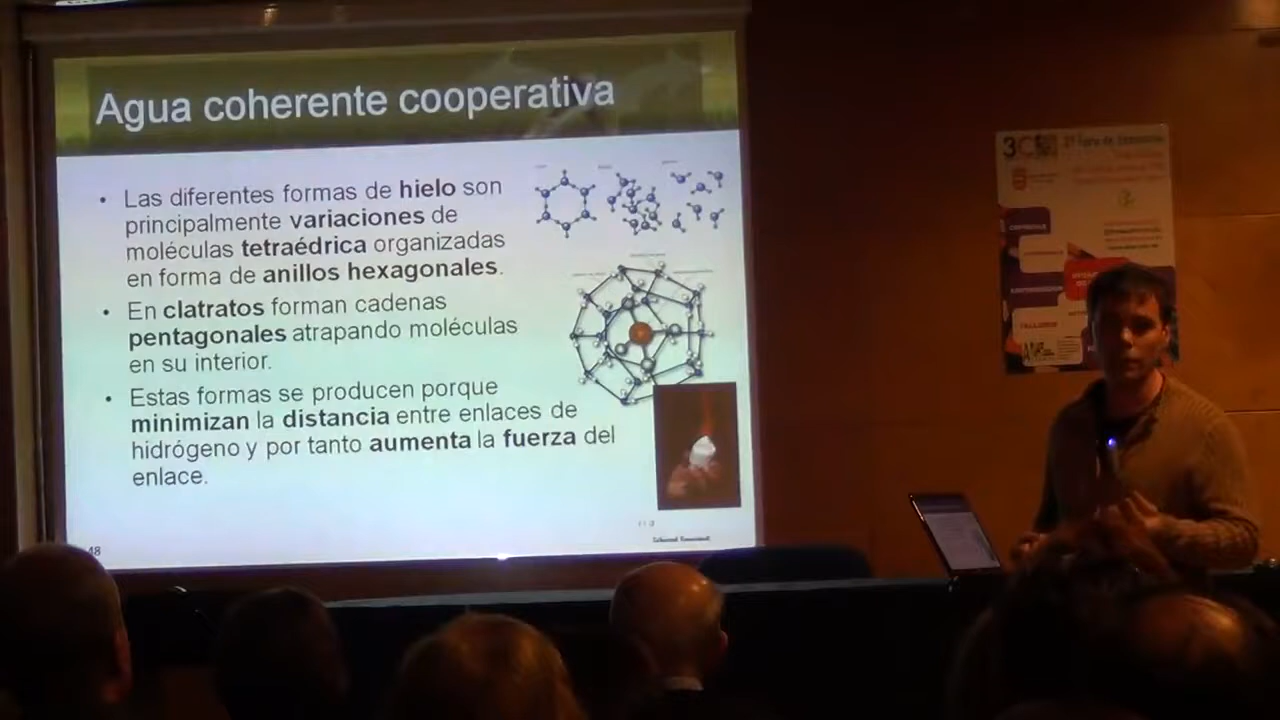 Agua coherente cooperativa
• Las diferentes formas de hielo son
principalmente variaciones de
moléculas tetraédrica organizadas
en forma de anillos hexagonales.
• En clatratos forman cadenas
pentagonales atrapando moléculas
en su interior.
• Estas formas se producen porque
minimizan la distancia entre enlaces de
hidrógeno y por tanto aumenta la fuerza del
enlace.
48
3C
TALLERES